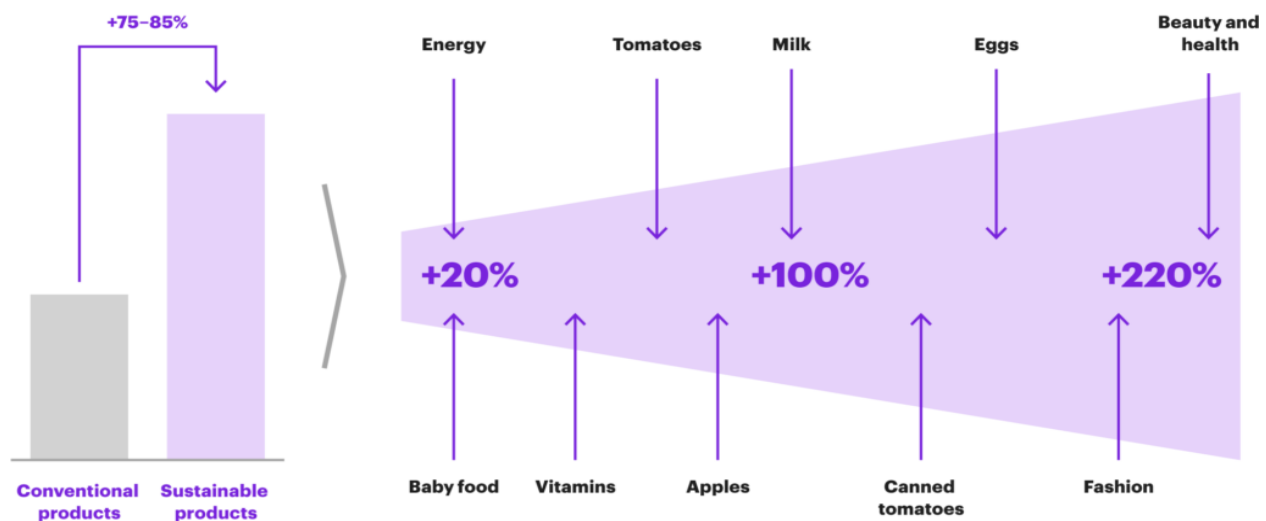 +75–85%
Conventional
products
Sustainable
products
Energy
Tomatoes
Milk
Eggs
Beauty and
health
+20%
+100%
+220%
Baby food
Vitamins
Apples
Canned
tomatoes
Fashion